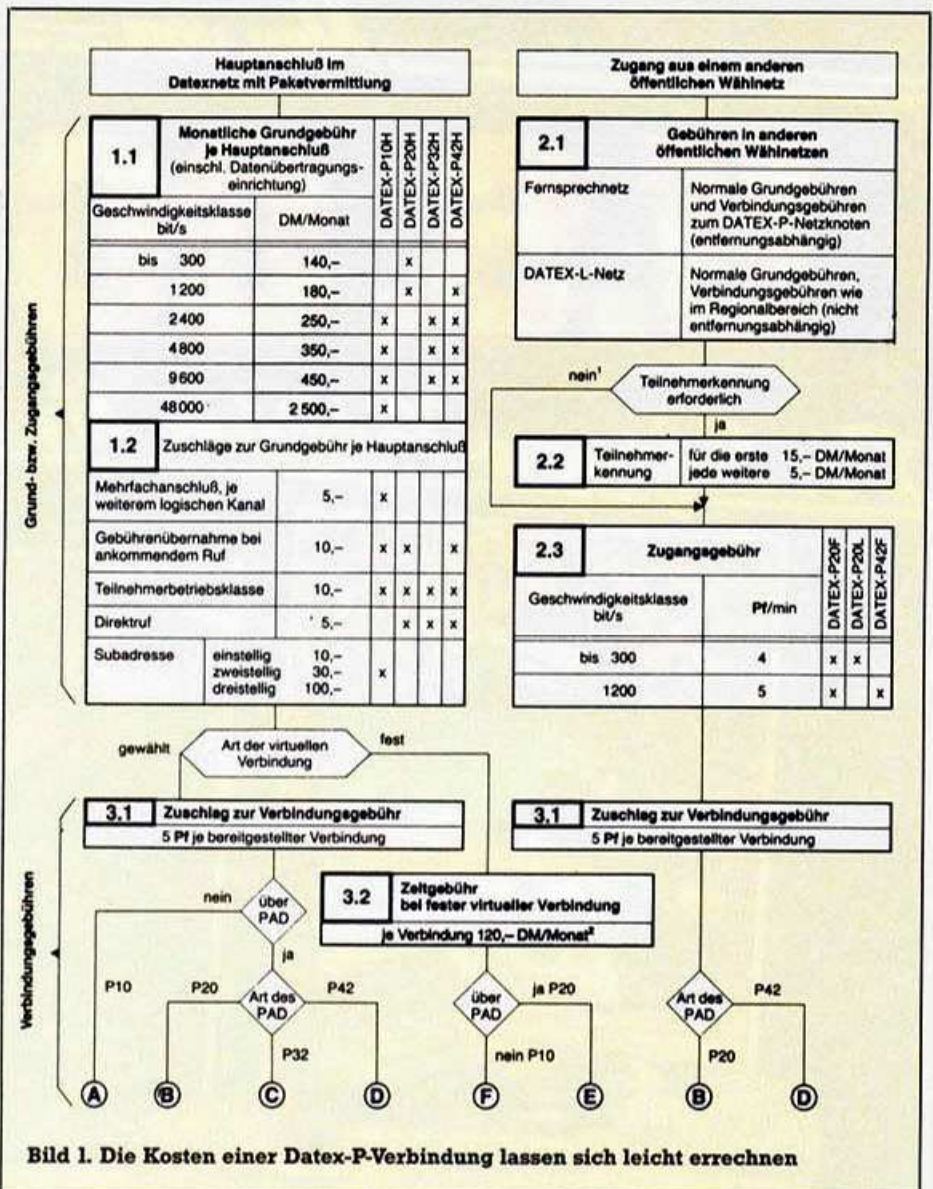 Hauptanschluß im
Datexnetz mit Paketvermittlung
Zugang aus einem anderen
öffentlichen Wählnetz
Grund- bzw. Zugangsgebühren
1.1
Monatliche Grundgebühr
je Hauptanschluß
(einschl. Datenübertragungs-
einrichtung)
Geschwindigkeitsklasse
bit/s
DM/Monat
DATEX-P10H
DATEX-P20H
DATEX-P32H
DATEX-P42H
bis 300 140,– x
1200 180,– x x
2400 250,– x x x
4800 350,– x x x
9600 450,– x x x
48000 2 500,– x
1.2 Zuschläge zur Grundgebühr je Hauptanschluß
Mehrfachanschluß, je
weiterem logischen Kanal 5,– x
Gebührenübernahme bei
ankommendem Ruf 10,– x x x
Teilnehmerbetriebsklasse 10,– x x x x
Direktruf 5,– x x x
Subadresse einstellig 10,–
zweistellig 30,– x
dreistellig 100,–
2.1
Gebühren in anderen
öffentlichen Wählnetzen
Fernsprechnetz
Normale Grundgebühren
und Verbindungsgebühren
zum DATEX-P-Netzknoten
(entfernungsabhängig)
DATEX-L-Netz
Normale Grundgebühren,
Verbindungsgebühren wie
im Regionalbereich (nicht
entfernungsabhängig)
nein¹
Teilnehmerkennung
erforderlich
ja
2.2
Teilnehmer-
kennung
für die erste 15,– DM/Monat
jede weitere 5,– DM/Monat
2.3 Zugangsgebühr
Geschwindigkeitsklasse
bit/s
Pf/min
DATEX-P20F
DATEX-P20L
DATEX-P42F
bis 300 4 x x
1200 5 x x
gewählt
Art der virtuellen
Verbindung
fest
Verbindungsgebühren
3.1 Zuschlag zur Verbindungsgebühr
5 Pf je bereitgestellter Verbindung
3.1 Zuschlag zur Verbindungsgebühr
5 Pf je bereitgestellter Verbindung
nein
über
PAD
ja
3.2
Zeitgebühr
bei fester virtueller Verbindung
je Verbindung 120,– DM/Monat²
P10
P20
Art des
PAD
P42
P32
über
PAD
ja P20
nein P10
Art des
PAD
P42
P20
A B C D F E B D
Bild 1. Die Kosten einer Datex-P-Verbindung lassen sich leicht errechnen